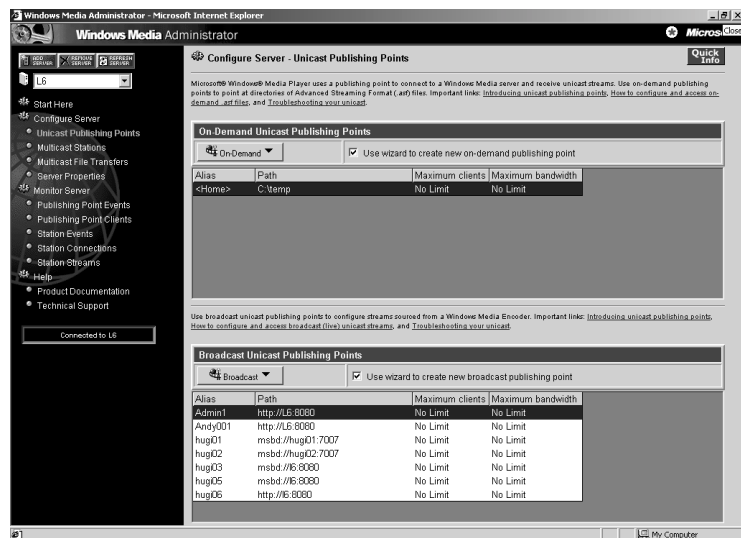 Windows Media Administrator - Microsoft Internet Explorer
Windows Media Administrator
Micros
Close
ADD SERVER
REMOVE SERVER
REFRESH SERVER
L6
Start Here
Configure Server
Unicast Publishing Points
Multicast Stations
Multicast File Transfers
Server Properties
Monitor Server
Publishing Point Events
Publishing Point Clients
Station Events
Station Connections
Station Streams
Help
Product Documentation
Technical Support
Connected to L6
Configure Server - Unicast Publishing Points
Quick Info
Microsoft® Windows® Media Player uses a publishing point to connect to a Windows Media server and receive unicast streams. Use on-demand publishing
points to point at directories of Advanced Streaming Format (.asf) files. Important links: Introducing unicast publishing points, How to configure and access on-
demand .asf files, and Troubleshooting your unicast.
On-Demand Unicast Publishing Points
On-Demand
Use wizard to create new on-demand publishing point
Alias Path Maximum clients Maximum bandwidth
<Home> C:\temp No Limit No Limit
Use broadcast unicast publishing points to configure streams sourced from a Windows Media Encoder. Important links: Introducing unicast publishing points,
How to configure and access broadcast (live) unicast streams, and Troubleshooting your unicast.
Broadcast Unicast Publishing Points
Broadcast
Use wizard to create new broadcast publishing point
Alias Path Maximum clients Maximum bandwidth
Admin1 http://L6:8080 No Limit No Limit
Andy001 http://L6:8080 No Limit No Limit
hugi01 msbd://hugi01:7007 No Limit No Limit
hugi02 msbd://hugi02:7007 No Limit No Limit
hugi03 msbd://l6:8080 No Limit No Limit
hugi05 msbd://l6:8080 No Limit No Limit
hugi06 http://l6:8080 No Limit No Limit
My Computer